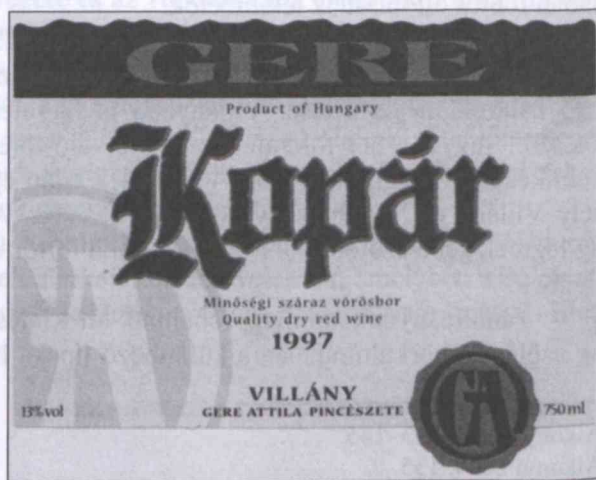 GERE
Product of Hungary
Kopár
Minőségi száraz vörösbor
Quality dry red wine
1997
VILLÁNY
13%vol GERE ATTILA PINCÉSZETE GA 750ml